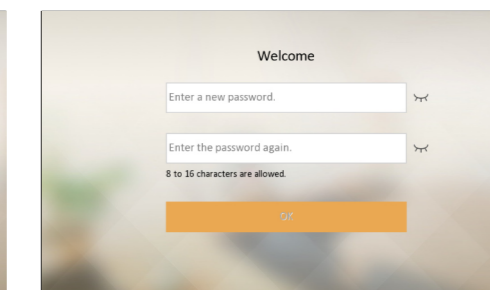 Welcome
Enter a new password.
Enter the password again.
8 to 16 characters are allowed.
OK